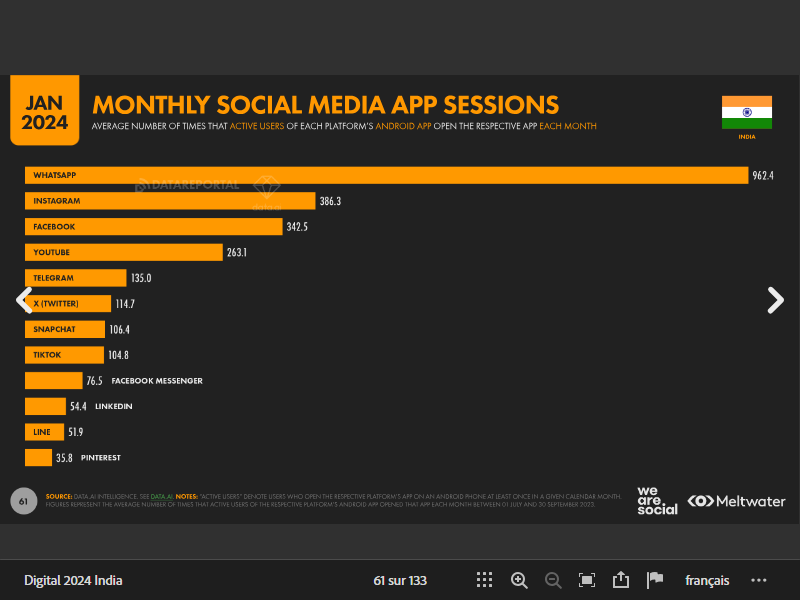 JAN
2024
MONTHLY SOCIAL MEDIA APP SESSIONS
AVERAGE NUMBER OF TIMES THAT ACTIVE USERS OF EACH PLATFORM'S ANDROID APP OPEN THE RESPECTIVE APP EACH MONTH
INDIA
WHATSAPP 962.4
DATAREPORTAL
INSTAGRAM 386.3
FACEBOOK 342.5
YOUTUBE 263.1
TELEGRAM 135.0
X (TWITTER) 114.7
SNAPCHAT 106.4
TIKTOK 104.8
76.5 FACEBOOK MESSENGER
54.4 LINKEDIN
LINE 51.9
35.8 PINTEREST
61
SOURCE: DATA.AI INTELLIGENCE. SEE DATA.AI. NOTES: "ACTIVE USERS" DENOTE USERS WHO OPEN THE RESPECTIVE PLATFORM'S APP ON AN ANDROID PHONE AT LEAST ONCE IN A GIVEN CALENDAR MONTH.
FIGURES REPRESENT THE AVERAGE NUMBER OF TIMES THAT ACTIVE USERS OF THE RESPECTIVE PLATFORM'S ANDROID APP OPENED THAT APP EACH MONTH BETWEEN 01 JULY AND 30 SEPTEMBER 2023.
we
are
social
Meltwater
Digital 2024 India
61 sur 133
français